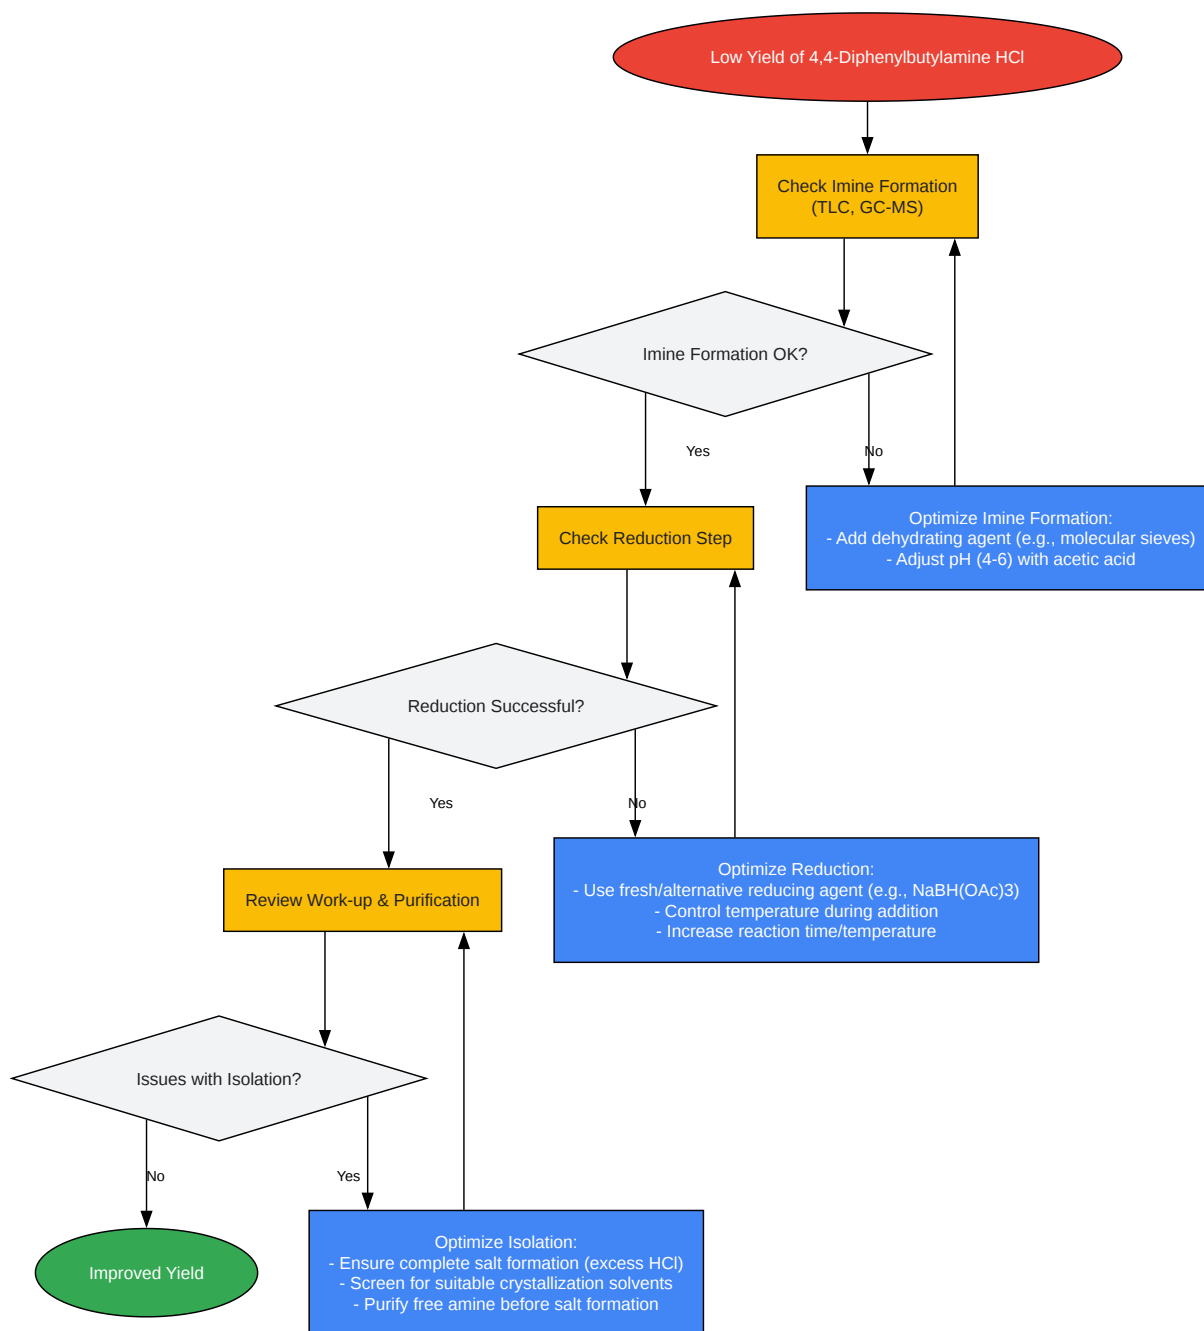 Low Yield of 4,4-Diphenylbutylamine HCl
Check Imine Formation
(TLC, GC-MS)
Imine Formation OK?
Yes
No
Optimize Imine Formation:
- Add dehydrating agent (e.g., molecular sieves)
- Adjust pH (4-6) with acetic acid
Check Reduction Step
Reduction Successful?
Yes
No
Optimize Reduction:
- Use fresh/alternative reducing agent (e.g., NaBH(OAc)3)
- Control temperature during addition
- Increase reaction time/temperature
Review Work-up & Purification
Issues with Isolation?
No
Yes
Optimize Isolation:
- Ensure complete salt formation (excess HCl)
- Screen for suitable crystallization solvents
- Purify free amine before salt formation
Improved Yield